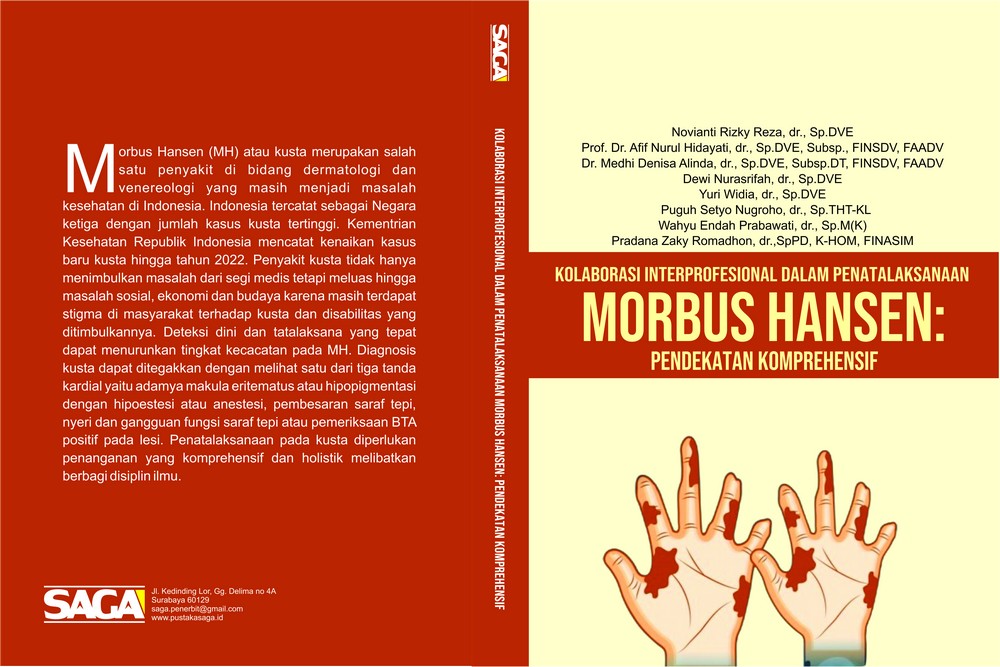 Morbus Hansen (MH) atau kusta merupakan salah
satu penyakit di bidang dermatologi dan
venereologi yang masih menjadi masalah
kesehatan di Indonesia. Indonesia tercatat sebagai Negara
ketiga dengan jumlah kasus kusta tertinggi. Kementrian
Kesehatan Republik Indonesia mencatat kenaikan kasus
baru kusta hingga tahun 2022. Penyakit kusta tidak hanya
menimbulkan masalah dari segi medis tetapi meluas hingga
masalah sosial, ekonomi dan budaya karena masih terdapat
stigma di masyarakat terhadap kusta dan disabilitas yang
ditimbulkannya. Deteksi dini dan tatalaksana yang tepat
dapat menurunkan tingkat kecacatan pada MH. Diagnosis
kusta dapat ditegakkan dengan melihat satu dari tiga tanda
kardial yaitu adamya makula eritematus atau hipopigmentasi
dengan hipoestesi atau anestesi, pembesaran saraf tepi,
nyeri dan gangguan fungsi saraf tepi atau pemeriksaan BTA
positif pada lesi. Penatalaksanaan pada kusta diperlukan
penanganan yang komprehensif dan holistik melibatkan
berbagi disiplin ilmu.
SAGA
Jl. Kedinding Lor, Gg. Delima no 4A
Surabaya 60129
saga.penerbit@gmail.com
www.pustakasaga.id
SAGA
KOLABORASI INTERPROFESIONAL DALAM PENATALAKSANAAN MORBUS HANSEN: PENDEKATAN KOMPREHENSIF
Novianti Rizky Reza, dr., Sp.DVE
Prof. Dr. Afif Nurul Hidayati, dr., Sp.DVE, Subsp., FINSDV, FAADV
Dr. Medhi Denisa Alinda, dr., Sp.DVE, Subsp.DT, FINSDV, FAADV
Dewi Nurasrifah, dr., Sp.DVE
Yuri Widia, dr., Sp.DVE
Puguh Setyo Nugroho, dr., Sp.THT-KL
Wahyu Endah Prabawati, dr., Sp.M(K)
Pradana Zaky Romadhon, dr.,SpPD, K-HOM, FINASIM
KOLABORASI INTERPROFESIONAL DALAM PENATALAKSANAAN
MORBUS HANSEN:
PENDEKATAN KOMPREHENSIF